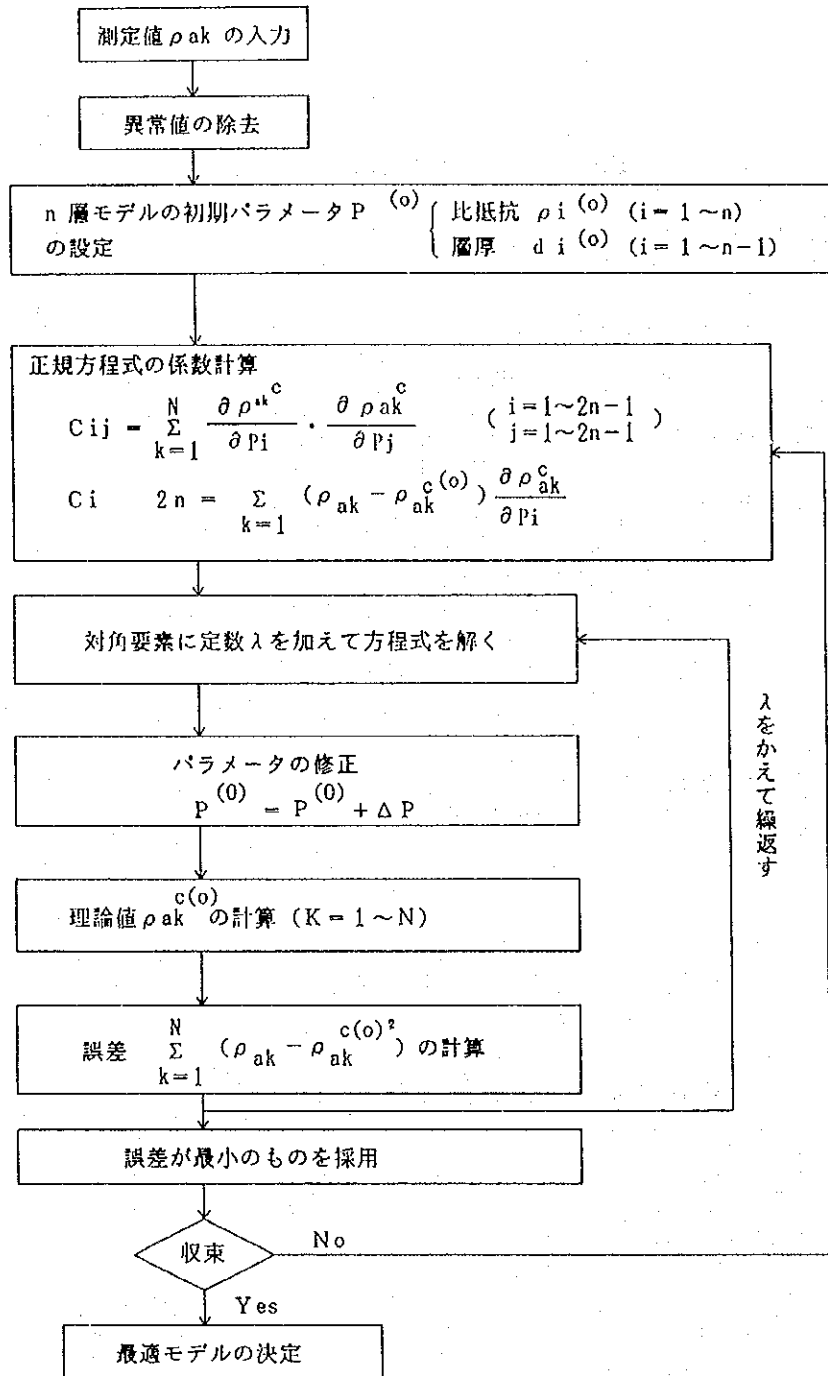 測定値ρak の入力
異常値の除去
n 層モデルの初期パラメータP (o) { 比抵抗 ρi (o) (i= 1 ~n)
の設定 層厚 d i (o) (i= 1 ~n-1)
正規方程式の係数計算
Cij = Σ_{k=1}^{N} ∂ρak^c/∂Pi · ∂ρak^c/∂Pj ( i=1~2n-1
j=1~2n-1 )
Ci 2n = Σ_{k=1} (ρak - ρak^c(o)) ∂ρak^c/∂Pi
対角要素に定数λを加えて方程式を解く
パラメータの修正
P^(0) = P^(0) + ΔP
理論値ρak^c(o)の計算 (K=1~N)
誤差 Σ_{k=1}^{N} (ρak - ρak^c(o)²) の計算
λをかえて繰返す
誤差が最小のものを採用
収束
No
Yes
最適モデルの決定